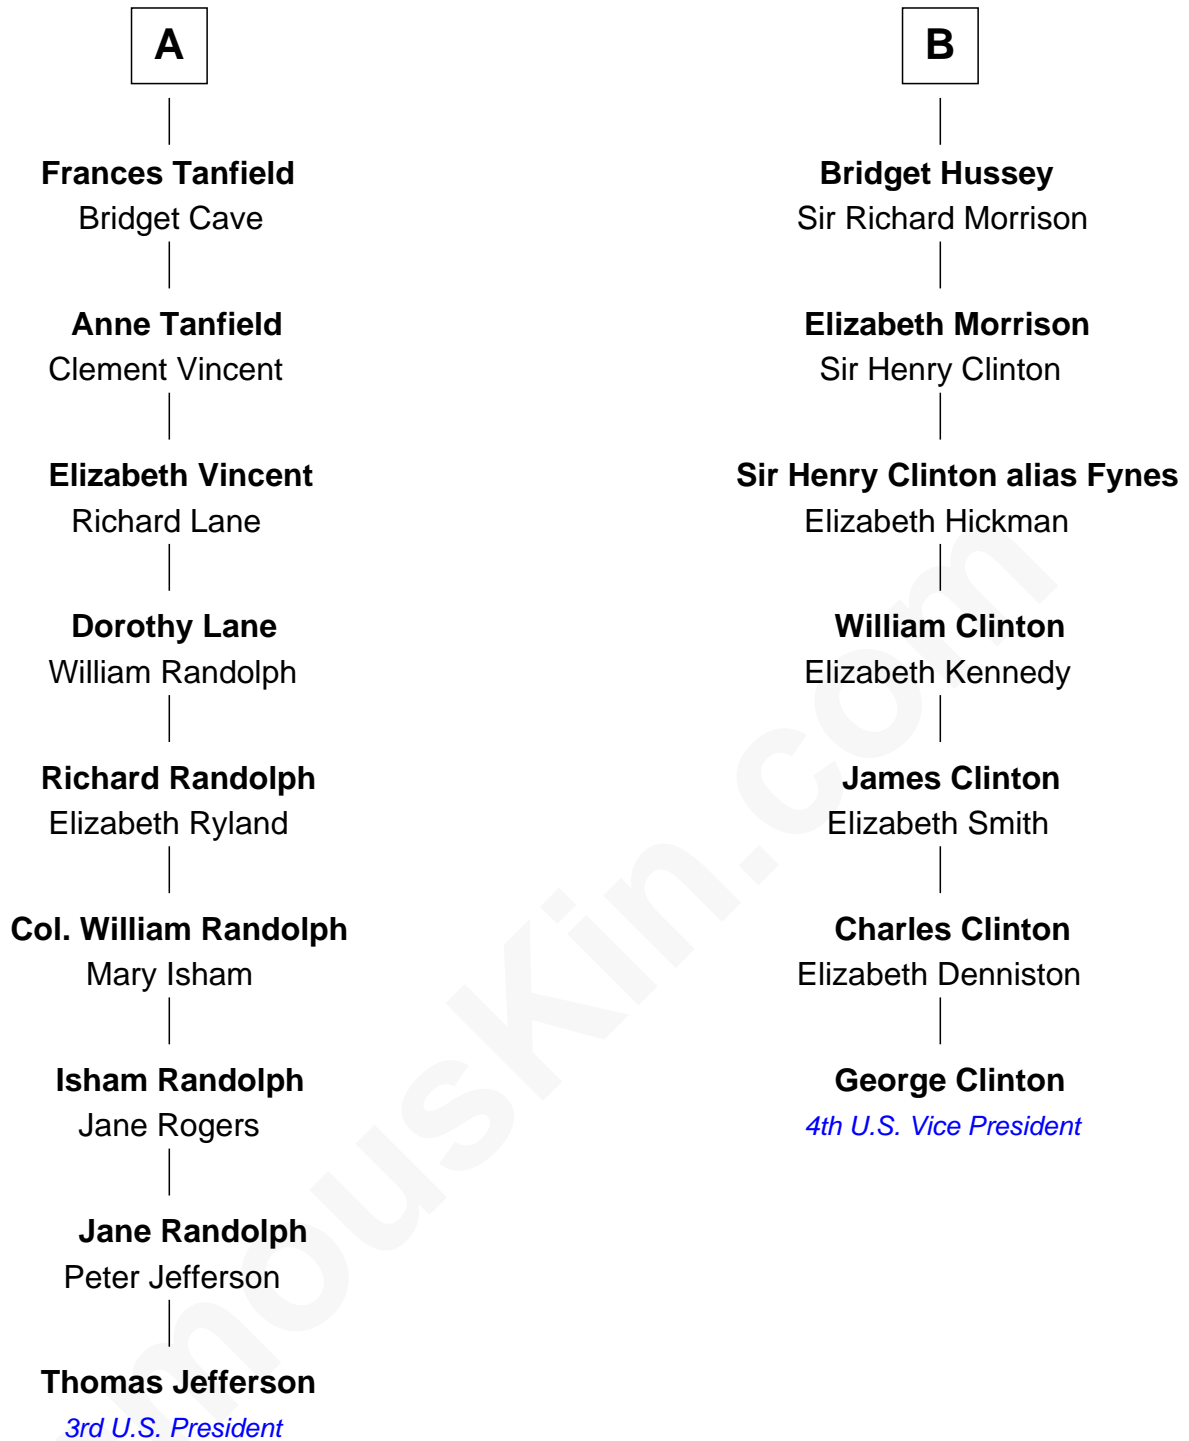 A
Frances Tanfield
Bridget Cave
Anne Tanfield
Clement Vincent
Elizabeth Vincent
Richard Lane
Dorothy Lane
William Randolph
Richard Randolph
Elizabeth Ryland
Col. William Randolph
Mary Isham
Isham Randolph
Jane Rogers
Jane Randolph
Peter Jefferson
Thomas Jefferson
3rd U.S. President
B
Bridget Hussey
Sir Richard Morrison
Elizabeth Morrison
Sir Henry Clinton
Sir Henry Clinton alias Fynes
Elizabeth Hickman
William Clinton
Elizabeth Kennedy
James Clinton
Elizabeth Smith
Charles Clinton
Elizabeth Denniston
George Clinton
4th U.S. Vice President
mousKin.com